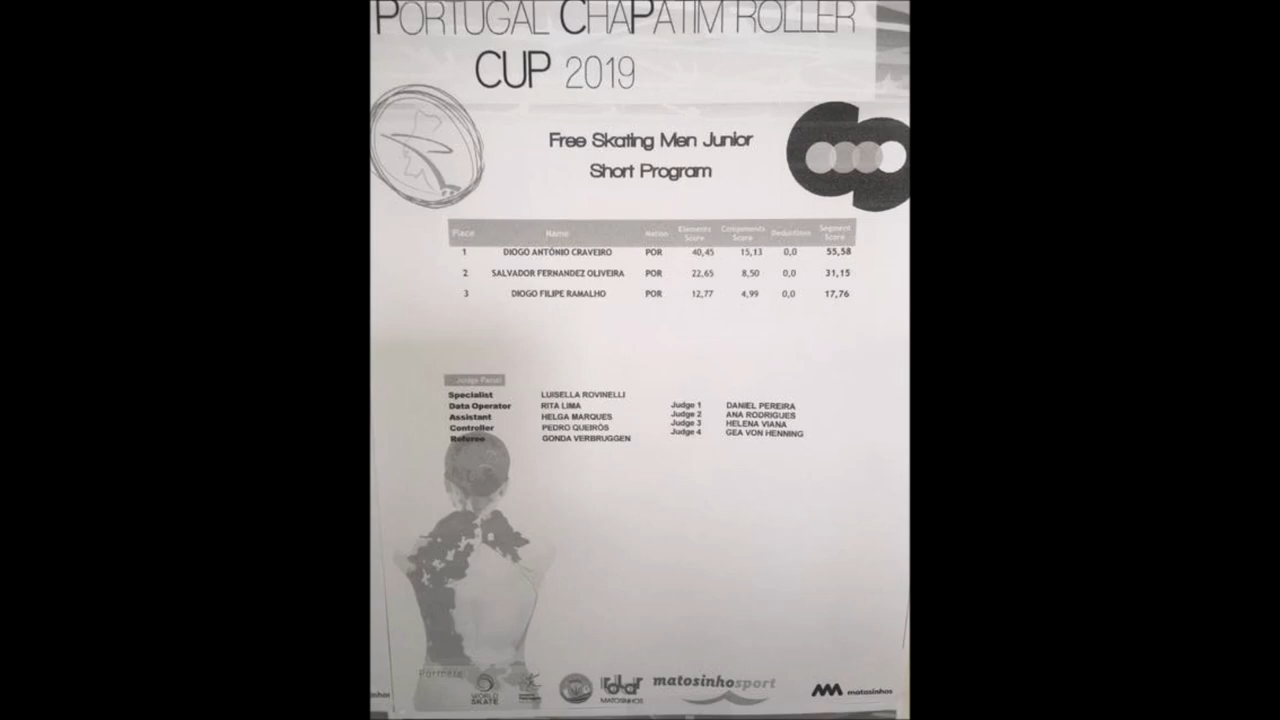 PORTUGAL CHAPATIM ROLLER
CUP 2019
Free Skating Men Junior
Short Program
Place Name Nation Elements Score Components Score Deductions Segment Score
1 DIOGO ANTÓNIO CRAVEIRO POR 40,45 15,13 0,0 55,58
2 SALVADOR FERNANDEZ OLIVEIRA POR 22,65 8,50 0,0 31,15
3 DIOGO FILIPE RAMALHO POR 12,77 4,99 0,0 17,76
Judge Panel
Specialist LUISELLA ROVINELLI
Data Operator RITA LIMA Judge 1 DANIEL PEREIRA
Assistant HELGA MARQUES Judge 2 ANA RODRIGUES
Controller PEDRO QUEIRÓS Judge 3 HELENA VIANA
Referee GONDA VERBRUGGEN Judge 4 GEA VON HENNING
WORLD SKATE
MATOSINHOS
matosinhosport
matosinhos